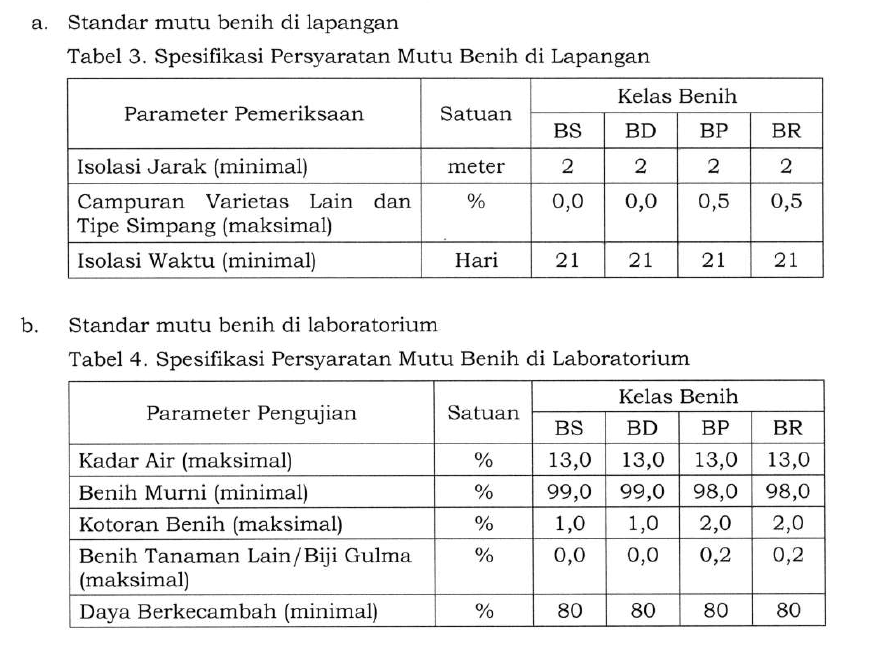 a. Standar mutu benih di lapangan
Tabel 3. Spesifikasi Persyaratan Mutu Benih di Lapangan
Parameter Pemeriksaan Satuan Kelas Benih
BS BD BP BR
Isolasi Jarak (minimal) meter 2 2 2 2
Campuran Varietas Lain dan % 0,0 0,0 0,5 0,5
Tipe Simpang (maksimal)
Isolasi Waktu (minimal) Hari 21 21 21 21
b. Standar mutu benih di laboratorium
Tabel 4. Spesifikasi Persyaratan Mutu Benih di Laboratorium
Parameter Pengujian Satuan Kelas Benih
BS BD BP BR
Kadar Air (maksimal) % 13,0 13,0 13,0 13,0
Benih Murni (minimal) % 99,0 99,0 98,0 98,0
Kotoran Benih (maksimal) % 1,0 1,0 2,0 2,0
Benih Tanaman Lain/Biji Gulma % 0,0 0,0 0,2 0,2
(maksimal)
Daya Berkecambah (minimal) % 80 80 80 80